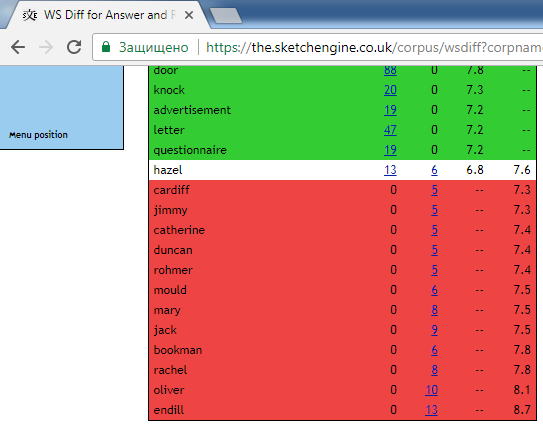 WS Diff for Answer and R
Защищено https://the.sketchengine.co.uk/corpus/wsdiff?corpnam
Menu position
door 88 0 7.8 --
knock 20 0 7.3 --
advertisement 19 0 7.2 --
letter 47 0 7.2 --
questionnaire 19 0 7.2 --
hazel 13 6 6.8 7.6
cardiff 0 5 -- 7.3
jimmy 0 5 -- 7.3
catherine 0 5 -- 7.4
duncan 0 5 -- 7.4
rohmer 0 5 -- 7.4
mould 0 6 -- 7.5
mary 0 8 -- 7.5
jack 0 9 -- 7.5
bookman 0 6 -- 7.8
rachel 0 8 -- 7.8
oliver 0 10 -- 8.1
endill 0 13 -- 8.7